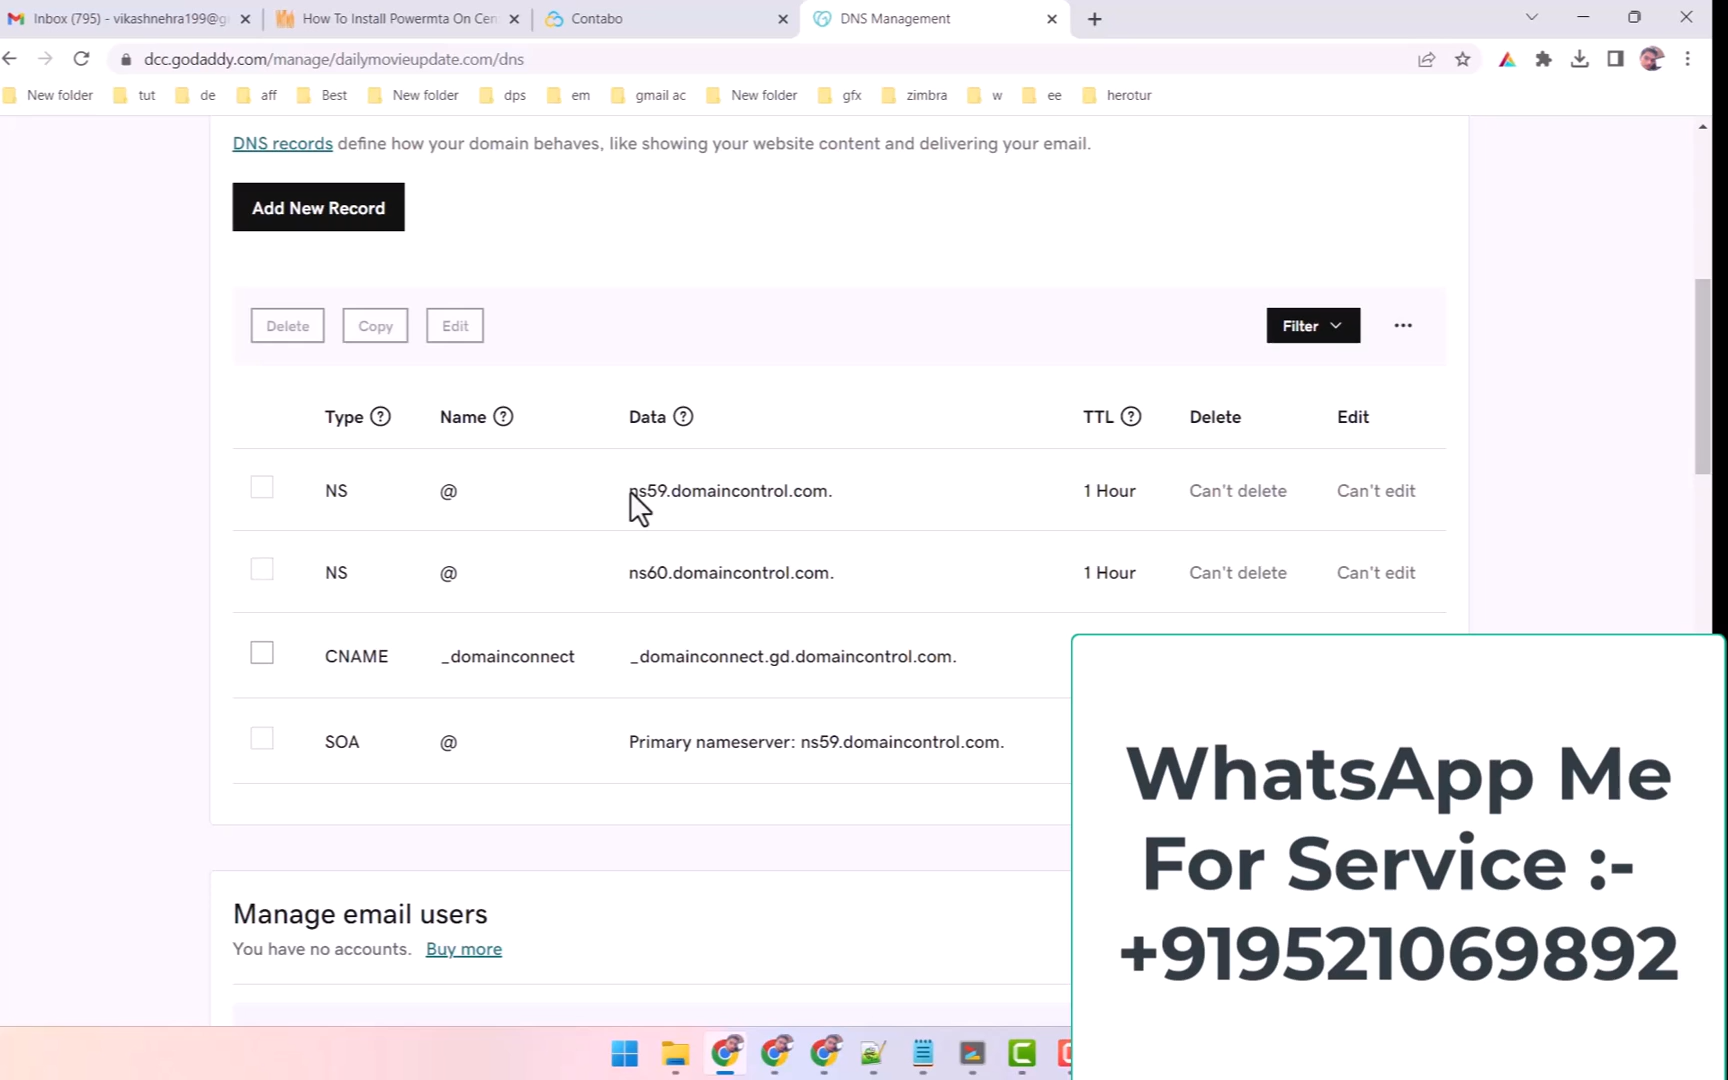 Inbox (795) - vikashnehra199@g
How To Install Powermta On Cen
Contabo
DNS Management
dcc.godaddy.com/manage/dailymovieupdate.com/dns
New folder tut de aff Best New folder dps em gmail ac New folder gfx zimbra w ee herotur
DNS records define how your domain behaves, like showing your website content and delivering your email.
Add New Record
Delete Copy Edit Filter
Type Name Data TTL Delete Edit
NS @ ns59.domaincontrol.com. 1 Hour Can't delete Can't edit
NS @ ns60.domaincontrol.com. 1 Hour Can't delete Can't edit
CNAME _domainconnect _domainconnect.gd.domaincontrol.com.
SOA @ Primary nameserver: ns59.domaincontrol.com.
Manage email users
You have no accounts. Buy more
WhatsApp Me
For Service :-
+919521069892